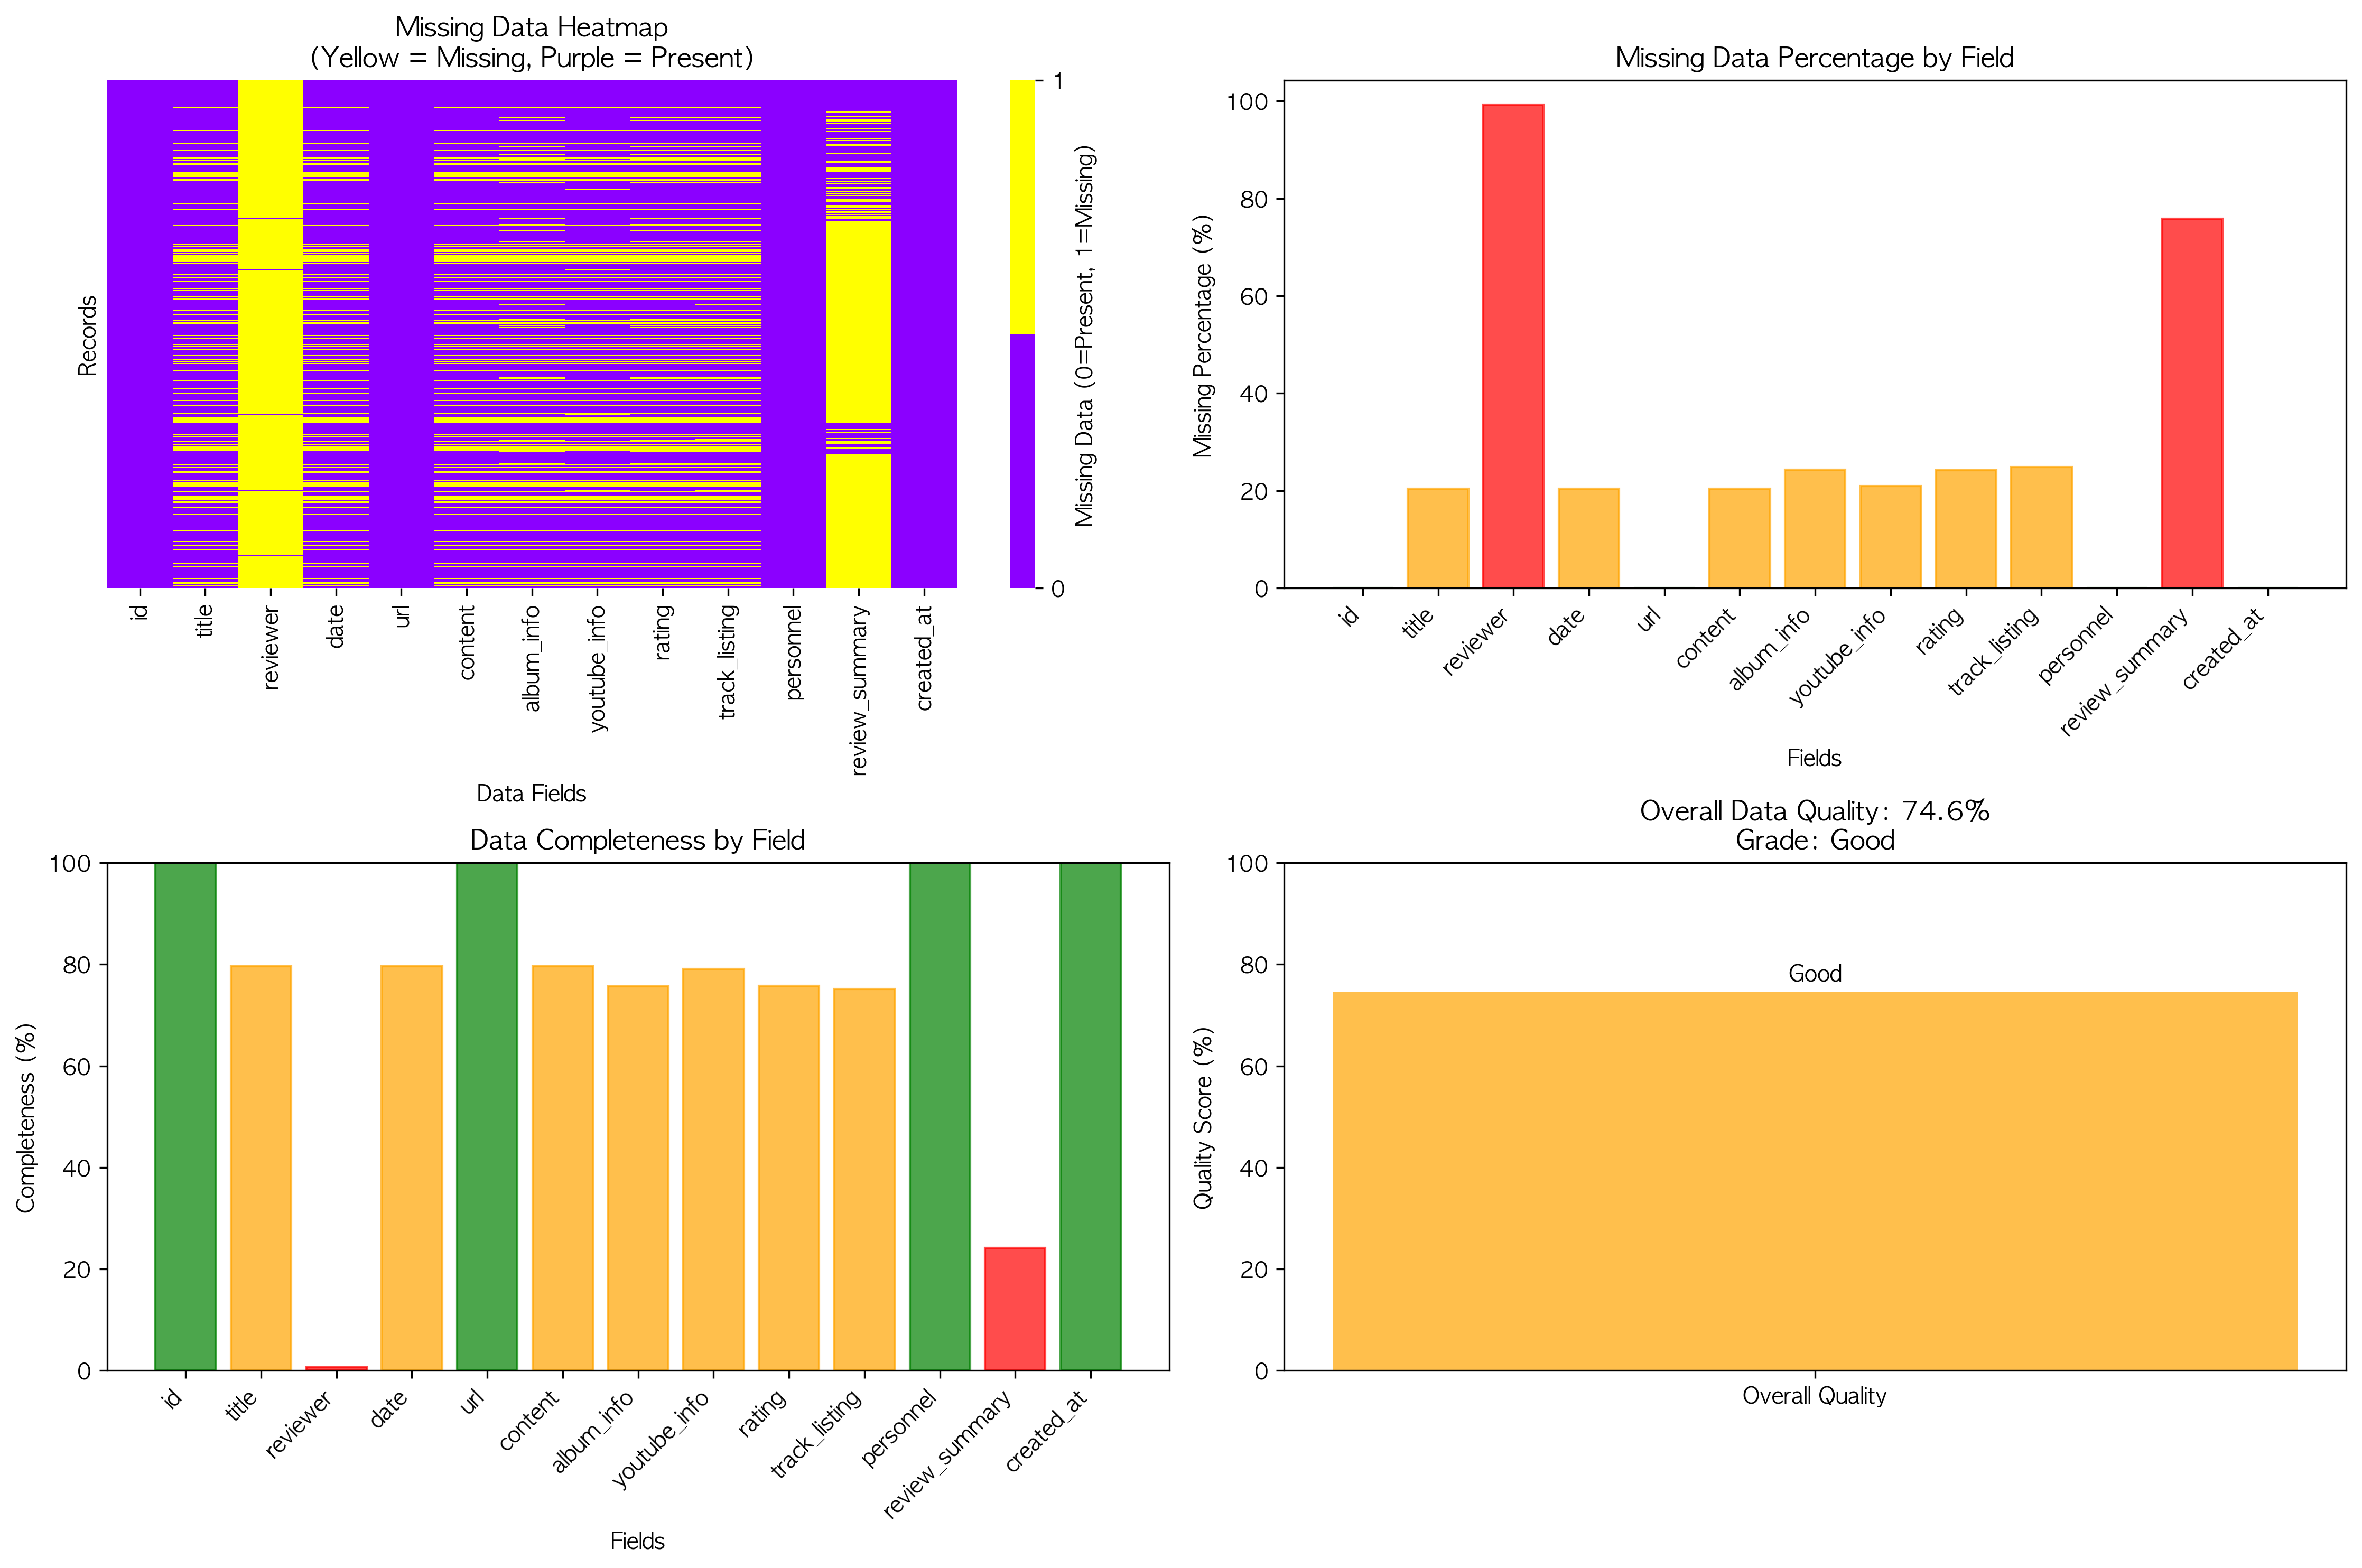 Missing Data Heatmap
(Yellow = Missing, Purple = Present)
Records
id
title
reviewer
date
url
content
album_info
youtube_info
rating
track_listing
personnel
review_summary
created_at
Data Fields
1
0
Missing Data (0=Present, 1=Missing)
Missing Data Percentage by Field
Missing Percentage (%)
100
80
60
40
20
0
id
title
reviewer
date
url
content
album_info
youtube_info
rating
track_listing
personnel
review_summary
created_at
Fields
Data Completeness by Field
Completeness (%)
100
80
60
40
20
0
id
title
reviewer
date
url
content
album_info
youtube_info
rating
track_listing
personnel
review_summary
created_at
Fields
Overall Data Quality: 74.6%
Grade: Good
Quality Score (%)
100
80
60
40
20
0
Good
Overall Quality